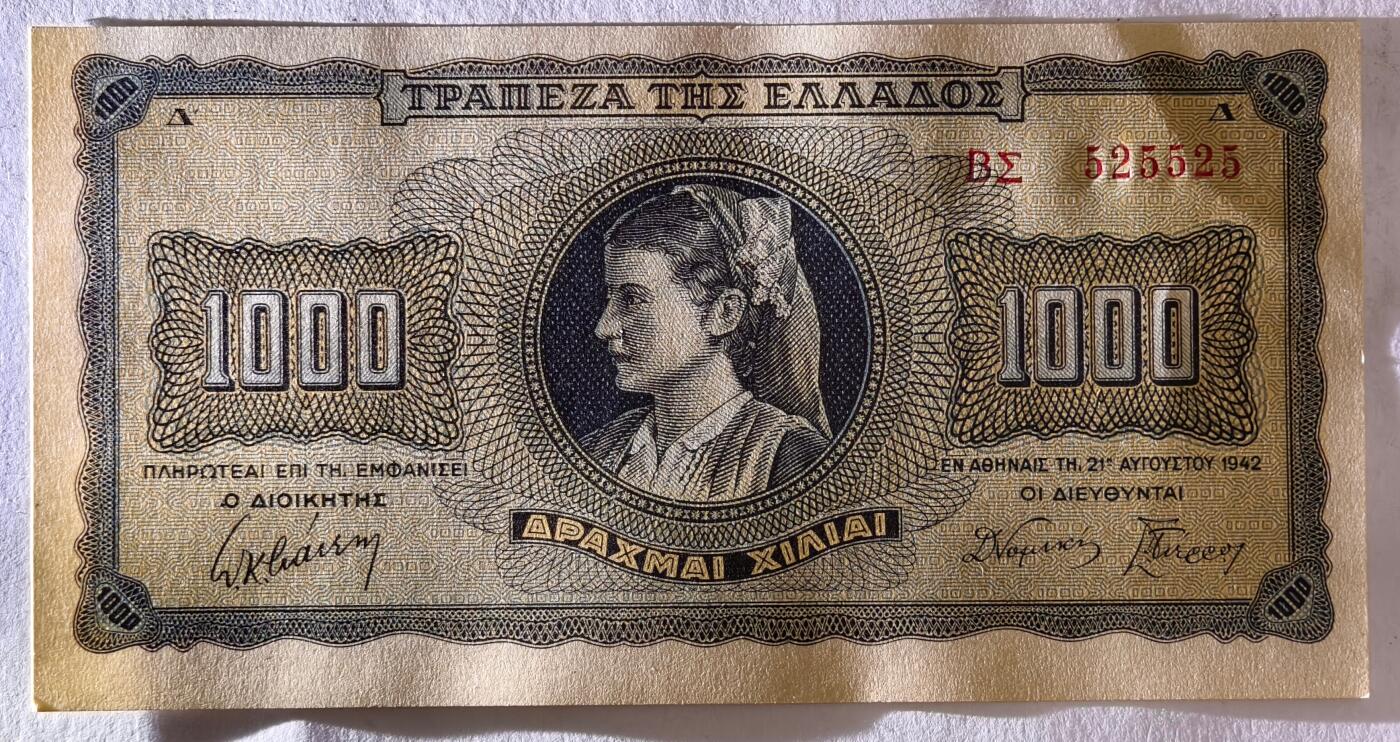 1000
1000
ΤΡΑΠΕΖΑ ΤΗΣ ΕΛΛΑΔΟΣ
Δ
Δ
ΒΣ 525525
1000
1000
ΠΛΗΡΩΤΕΑΙ ΕΠΙ ΤΗ, ΕΜΦΑΝΙΣΕΙ
Ο ΔΙΟΙΚΗΤΗΣ
ΕΝ ΑΘΗΝΑΙΣ ΤΗ, 21ῃ ΑΥΓΟΥΣΤΟΥ 1942
ΟΙ ΔΙΕΥΘΥΝΤΑΙ
ΔΡΑΧΜΑΙ ΧΙΛΙΑΙ
1000
1000